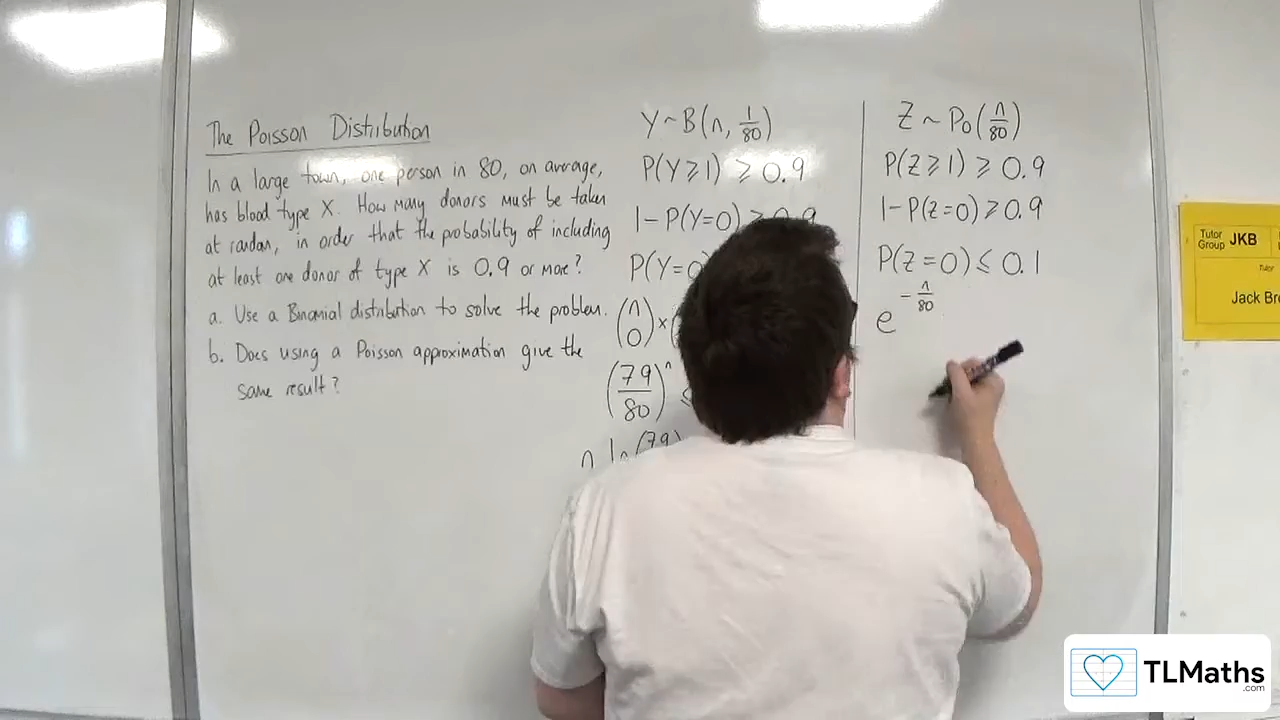 The Poisson Distribution
In a large town, one person in 80, on average,
has blood type X. How many donors must be taken
at random, in order that the probability of including
at least one donor of type X is 0.9 or more?
a. Use a Binomial distribution to solve the problem.
b. Does using a Poisson approximation give the
same result?
Y ~ B(n, 1/80)
P(Y ≥ 1) ≥ 0.9
1 - P(Y=0) ≥ 0.9
P(Y=0)
(n 0) ×
(79/80)^n ≤
n ln(79
Z ~ Po(n/80)
P(Z ≥ 1) ≥ 0.9
1 - P(Z=0) ≥ 0.9
P(Z=0) ≤ 0.1
e^(-n/80)
Tutor
Group JKB
Tutor
Jack
TLMaths
.com